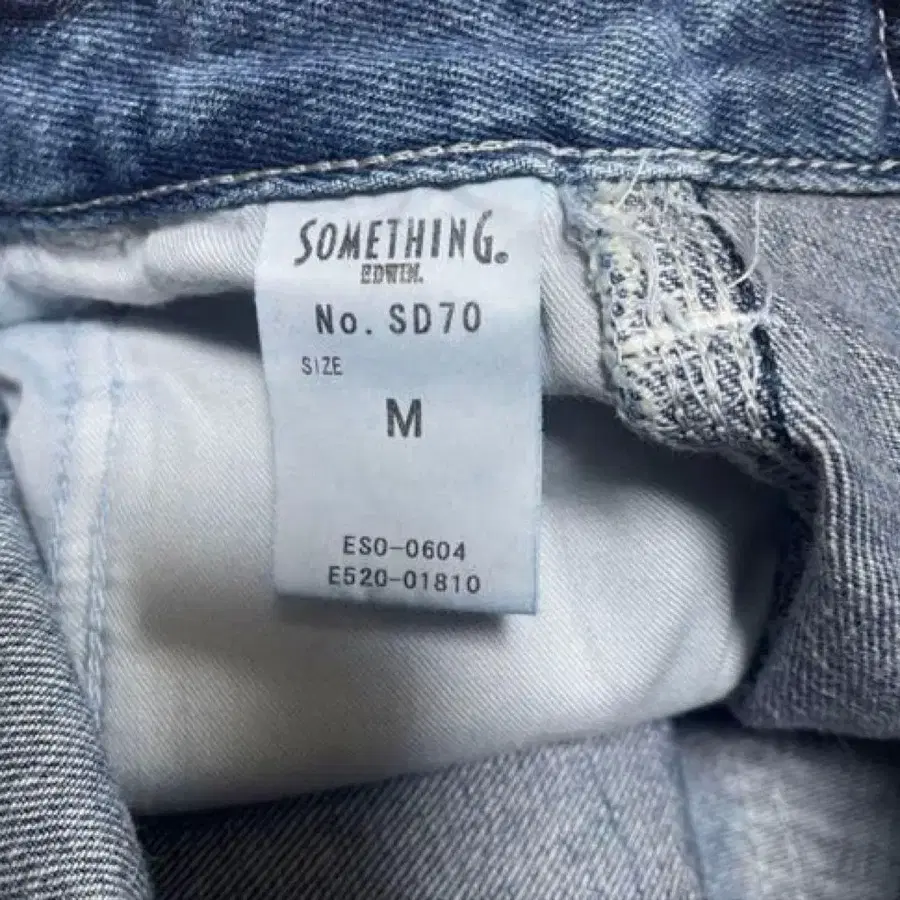 SOMETHING®
EDWIN.
No. SD70
SIZE
M
ES0-0604
E520-01810